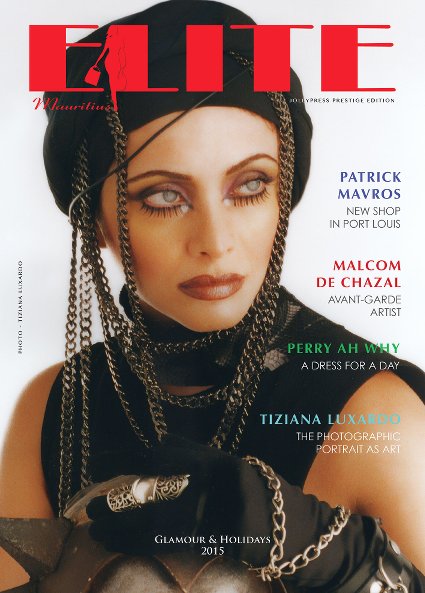 ELITE
Mauritius
JOLLYPRESS PRESTIGE EDITION
PATRICK
MAVROS
NEW SHOP
IN PORT LOUIS
MALCOM
DE CHAZAL
AVANT-GARDE
ARTIST
PERRY AH WHY
A DRESS FOR A DAY
TIZIANA LUXARDO
THE PHOTOGRAPHIC
PORTRAIT AS ART
PHOTO - TIZIANA LUXARDO
GLAMOUR & HOLIDAYS
2015